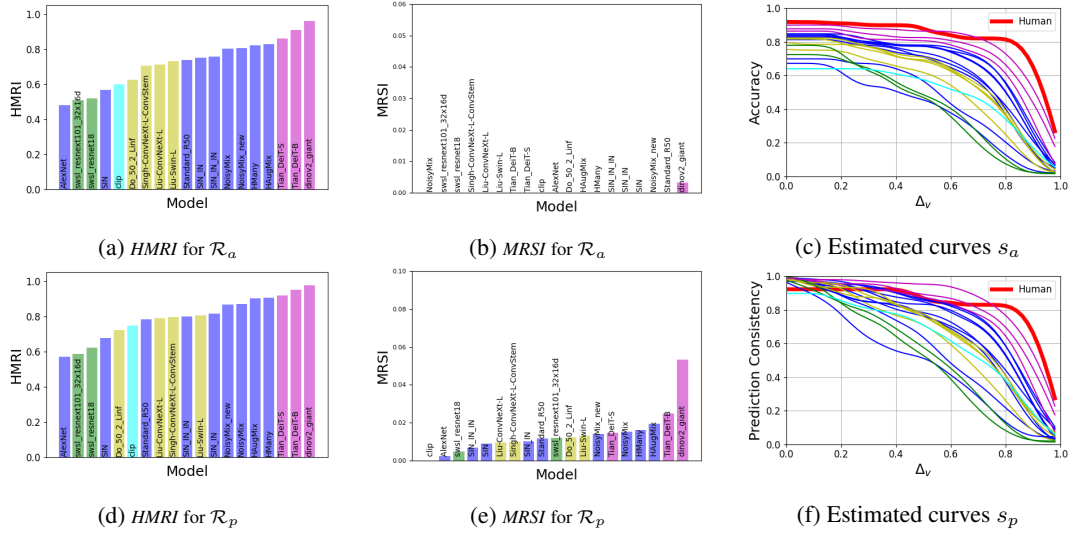 HMRI
1.0
0.8
0.6
0.4
0.2
0.0
AlexNet
swsl_resnext101_32x16d
swsl_resnet18
SIN
clip
Do_50_2_Linf
Singh-ConvNeXt-L-ConvStem
Liu-ConvNeXt-L
Liu-Swin-L
Standard_R50
SIN_IN
SIN_IN_IN
NoisyMix
NoisyMix_new
HMany
HAugMix
Tian_DeiT-S
Tian_DeiT-B
dinov2_giant
Model
(a) HMRI for Rₐ
MRSI
0.06
0.05
0.04
0.03
0.02
0.01
0.00
NoisyMix
swsl_resnext101_32x16d
swsl_resnet18
Singh-ConvNeXt-L-ConvStem
Liu-ConvNeXt-L
Liu-Swin-L
Tian_DeiT-B
Tian_DeiT-S
clip
AlexNet
Do_50_2_Linf
HAugMix
HMany
SIN_IN_IN
SIN_IN
SIN
NoisyMix_new
Standard_R50
dinov2_giant
Model
(b) MRSI for Rₐ
Accuracy
1.0
0.8
0.6
0.4
0.2
0.0
Human
0.0 0.2 0.4 0.6 0.8 1.0
Δᵥ
(c) Estimated curves sₐ
HMRI
1.0
0.8
0.6
0.4
0.2
0.0
AlexNet
swsl_resnext101_32x16d
swsl_resnet18
SIN
Do_50_2_Linf
clip
Standard_R50
Liu-ConvNeXt-L
Singh-ConvNeXt-L-ConvStem
SIN_IN_IN
Liu-Swin-L
SIN_IN
NoisyMix
NoisyMix_new
HAugMix
HMany
Tian_DeiT-S
Tian_DeiT-B
dinov2_giant
Model
(d) HMRI for Rₚ
MRSI
0.10
0.08
0.06
0.04
0.02
0.00
clip
AlexNet
swsl_resnet18
SIN_IN_IN
SIN
Liu-ConvNeXt-L
Singh-ConvNeXt-L-ConvStem
SIN_IN
Standard_R50
swsl_resnext101_32x16d
Do_50_2_Linf
Liu-Swin-L
NoisyMix_new
Tian_DeiT-S
NoisyMix
HMany
HAugMix
Tian_DeiT-B
dinov2_giant
Model
(e) MRSI for Rₚ
Prediction Consistency
1.0
0.8
0.6
0.4
0.2
0.0
Human
0.0 0.2 0.4 0.6 0.8 1.0
Δᵥ
(f) Estimated curves sₚ